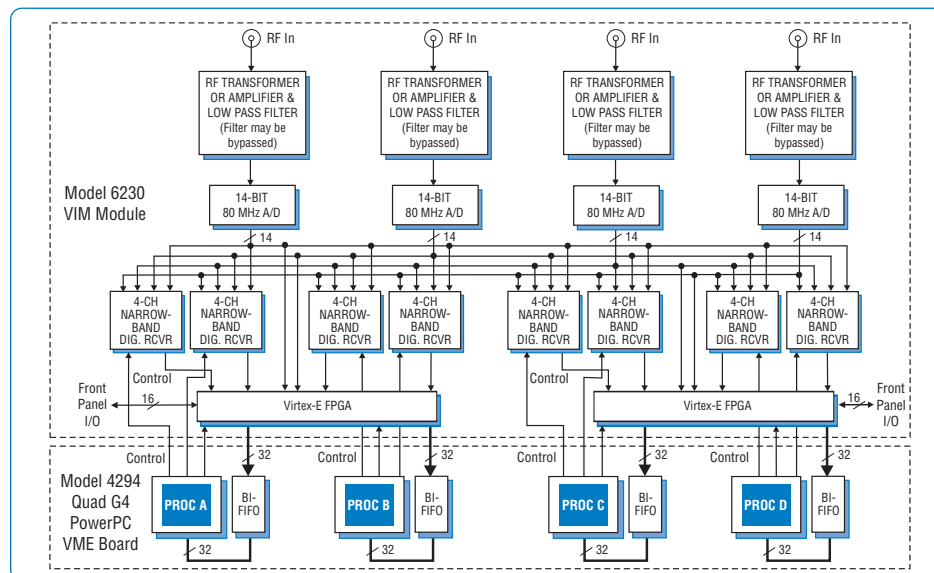 RF In RF In RF In RF In
RF TRANSFORMER
OR AMPLIFIER &
LOW PASS FILTER
(Filter may be
bypassed)
RF TRANSFORMER
OR AMPLIFIER &
LOW PASS FILTER
(Filter may be
bypassed)
RF TRANSFORMER
OR AMPLIFIER &
LOW PASS FILTER
(Filter may be
bypassed)
RF TRANSFORMER
OR AMPLIFIER &
LOW PASS FILTER
(Filter may be
bypassed)
Model 6230
VIM Module
14-BIT
80 MHz A/D
14-BIT
80 MHz A/D
14-BIT
80 MHz A/D
14-BIT
80 MHz A/D
14 14 14 14
4-CH
NARROW-
BAND
DIG. RCVR
4-CH
NARROW-
BAND
DIG. RCVR
4-CH
NARROW-
BAND
DIG. RCVR
4-CH
NARROW-
BAND
DIG. RCVR
4-CH
NARROW-
BAND
DIG. RCVR
4-CH
NARROW-
BAND
DIG. RCVR
4-CH
NARROW-
BAND
DIG. RCVR
4-CH
NARROW-
BAND
DIG. RCVR
Control Control
Front
Panel
I/O
16
Virtex-E FPGA
Virtex-E FPGA
16
Front
Panel
I/O
Control 32 Control 32 Control 32 Control 32
Model 4294
Quad G4
PowerPC
VME Board
PROC A
BI-
FIFO
PROC B
BI-
FIFO
PROC C
BI-
FIFO
PROC D
BI-
FIFO
32 32 32 32